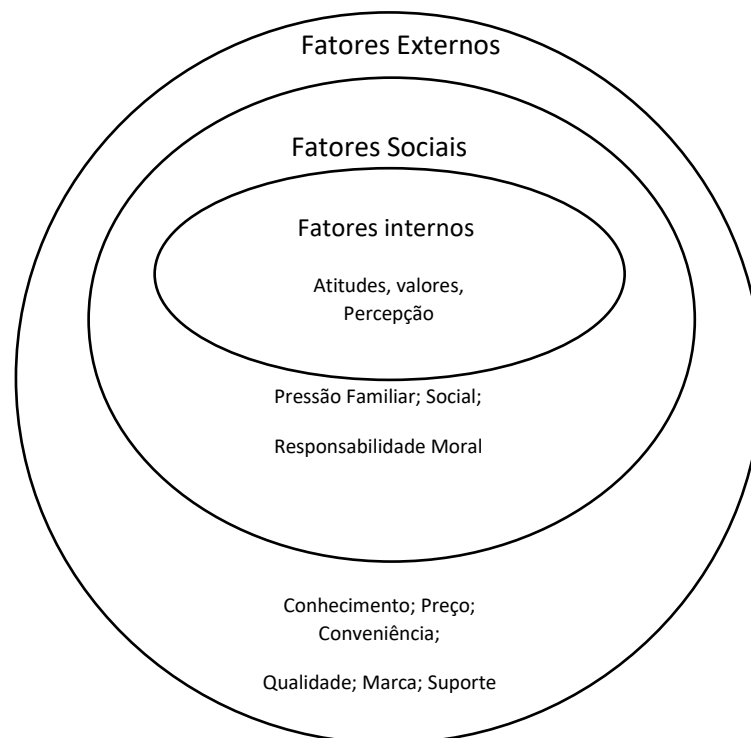 Fatores Externos
Fatores Sociais
Fatores internos
Atitudes, valores,
Percepção
Pressão Familiar; Social;
Responsabilidade Moral
Conhecimento; Preço;
Conveniência;
Qualidade; Marca; Suporte